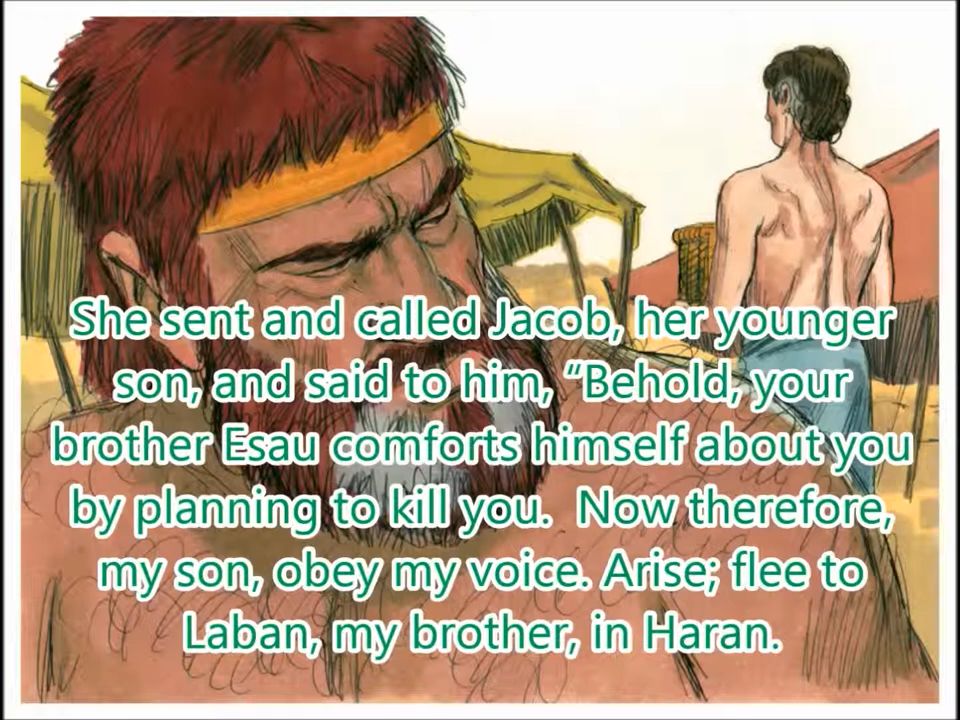 She sent and called Jacob, her younger
son, and said to him, “Behold, your
brother Esau comforts himself about you
by planning to kill you.  Now therefore,
my son, obey my voice. Arise; flee to
Laban, my brother, in Haran.